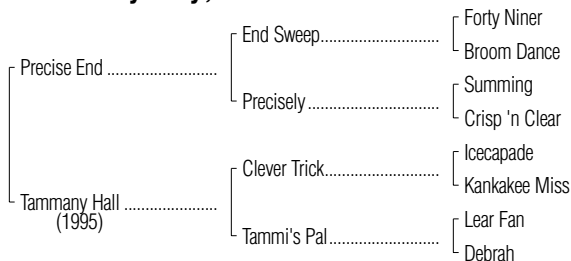 Forty Niner
End Sweep
Broom Dance
Precise End
Summing
Precisely
Crisp 'n Clear
Icecapade
Clever Trick
Kankakee Miss
Tammany Hall
(1995)
Lear Fan
Tammi's Pal
Debrah